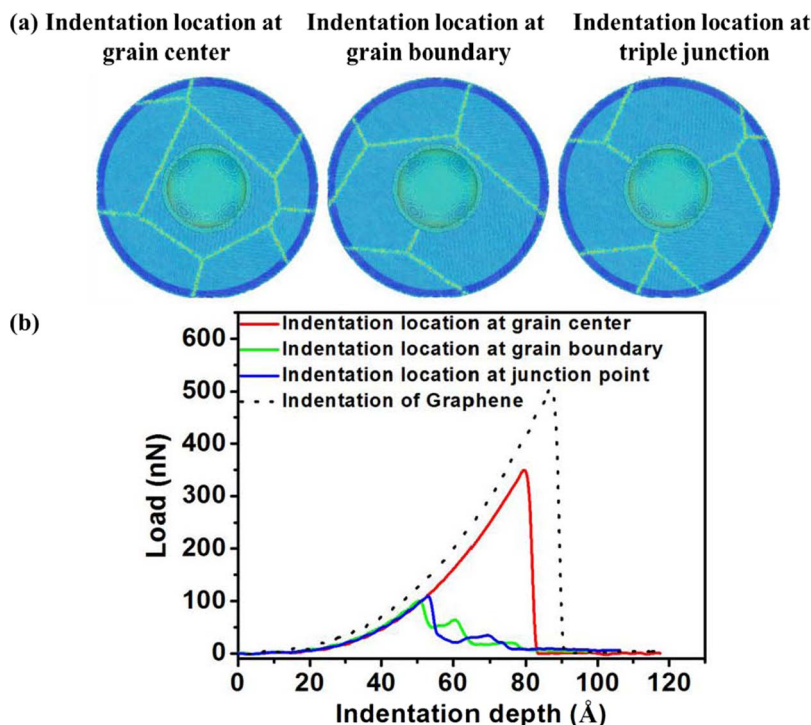 (a) Indentation location at grain center
Indentation location at grain boundary
Indentation location at triple junction
(b)
Indentation location at grain center
Indentation location at grain boundary
Indentation location at junction point
Indentation of Graphene
Load (nN)
600
500
400
300
200
100
0
0 20 40 60 80 100 120
Indentation depth (Å)